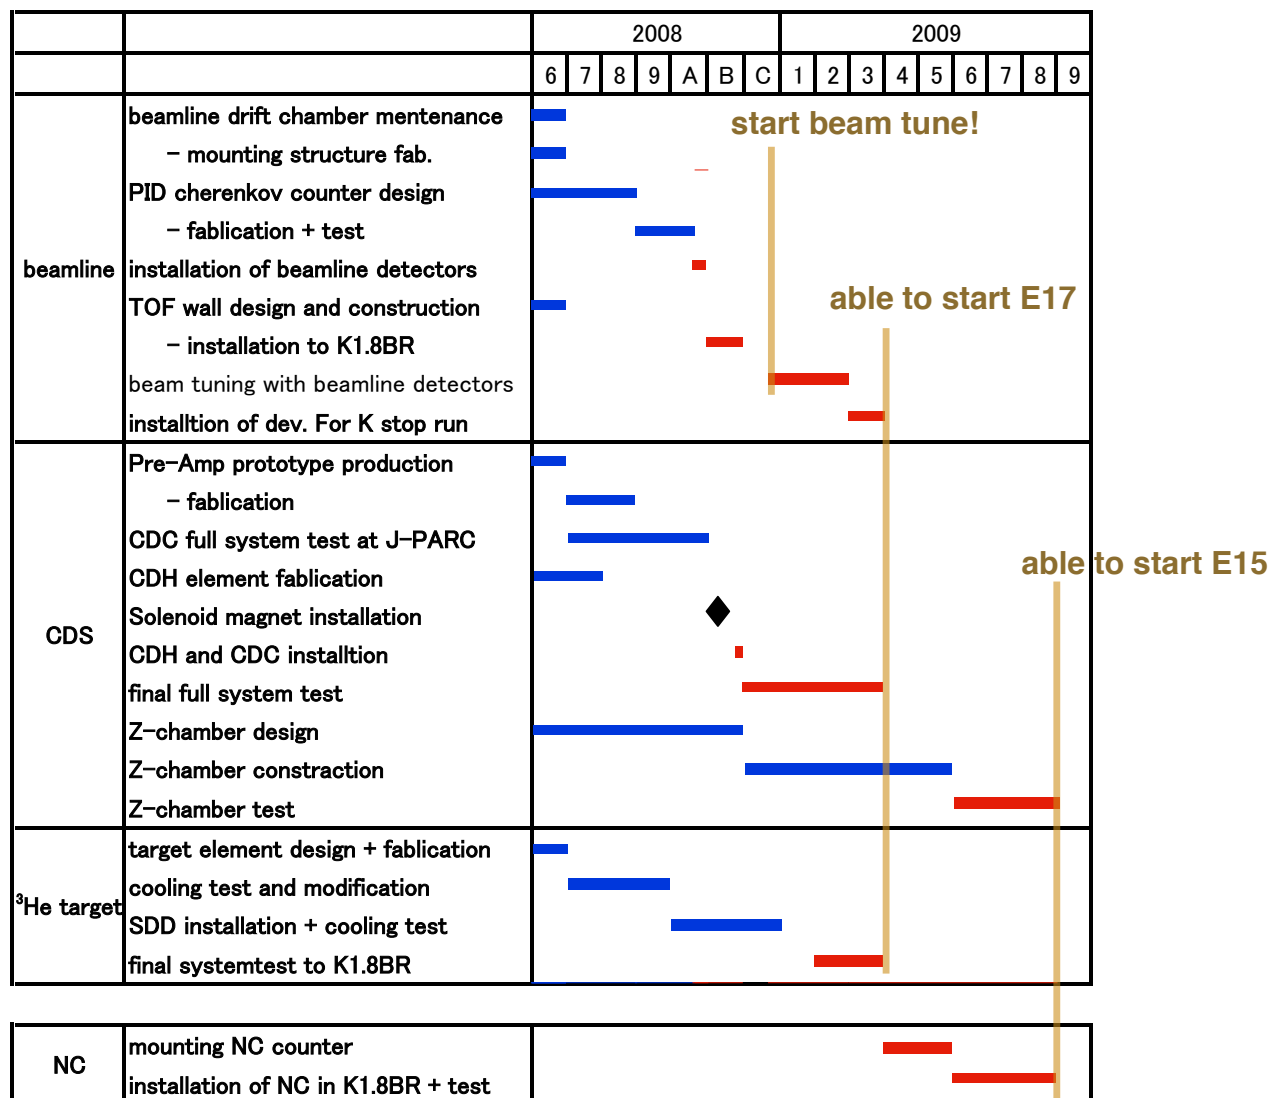 2008 2009
6 7 8 9 A B C 1 2 3 4 5 6 7 8 9
beamline drift chamber mentenance
start beam tune!
- mounting structure fab.
PID cherenkov counter design
- fablication + test
beamline
installation of beamline detectors
able to start E17
TOF wall design and construction
- installation to K1.8BR
beam tuning with beamline detectors
installtion of dev. For K stop run
Pre-Amp prototype production
- fablication
CDC full system test at J-PARC
able to start E15
CDH element fablication
Solenoid magnet installation
CDS
CDH and CDC installtion
final full system test
Z-chamber design
Z-chamber constraction
Z-chamber test
target element design + fablication
cooling test and modification
³He target
SDD installation + cooling test
final systemtest to K1.8BR
mounting NC counter
NC
installation of NC in K1.8BR + test